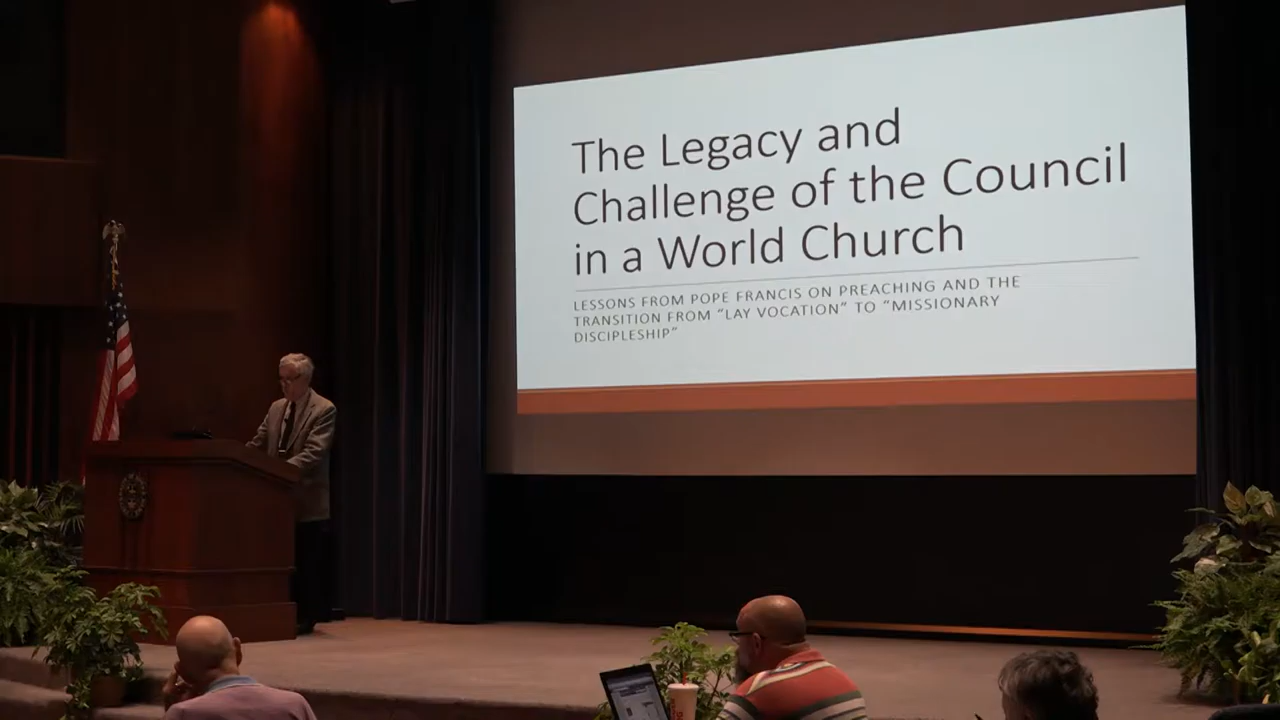 The Legacy and
Challenge of the Council
in a World Church
LESSONS FROM POPE FRANCIS ON PREACHING AND THE
TRANSITION FROM “LAY VOCATION” TO “MISSIONARY
DISCIPLESHIP”